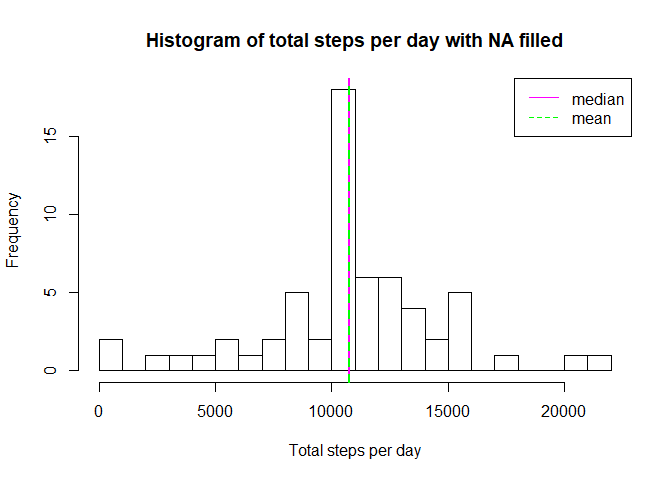 Histogram of total steps per day with NA filled
median
mean
Frequency
15
10
5
0
0 5000 10000 15000 20000
Total steps per day